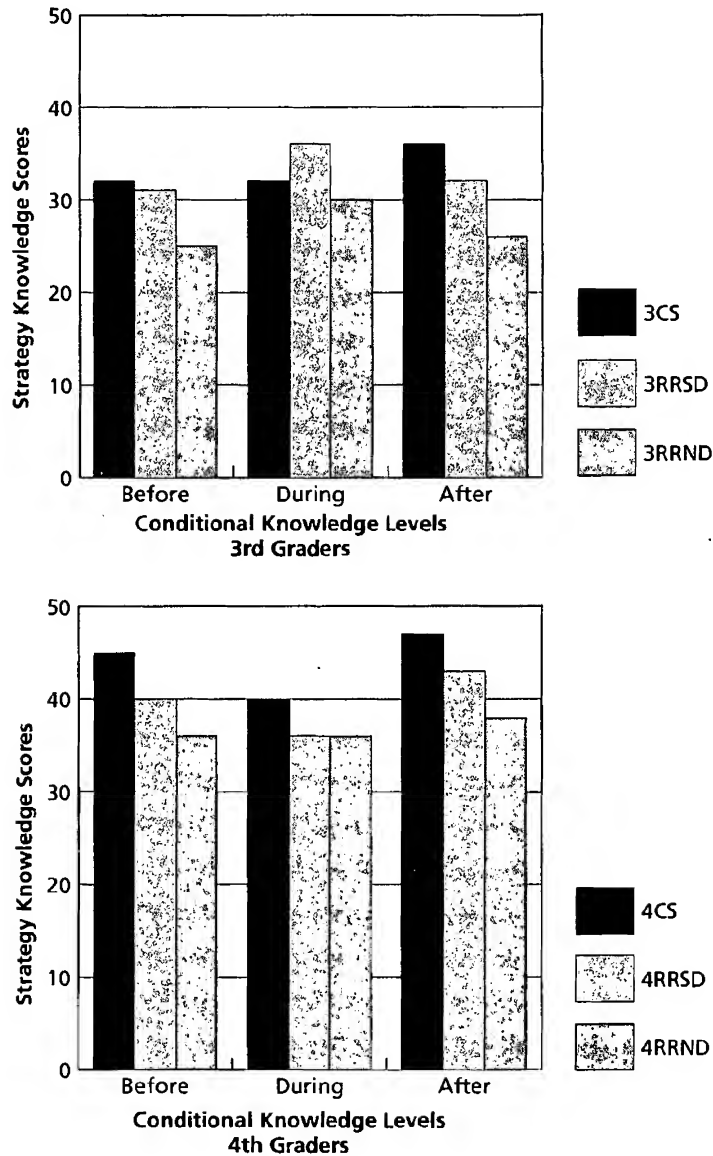 50
40
30
20
10
0
Strategy Knowledge Scores
Before During After
Conditional Knowledge Levels
3rd Graders
3CS
3RRSD
3RRND
50
40
30
20
10
0
Strategy Knowledge Scores
Before During After
Conditional Knowledge Levels
4th Graders
4CS
4RRSD
4RRND